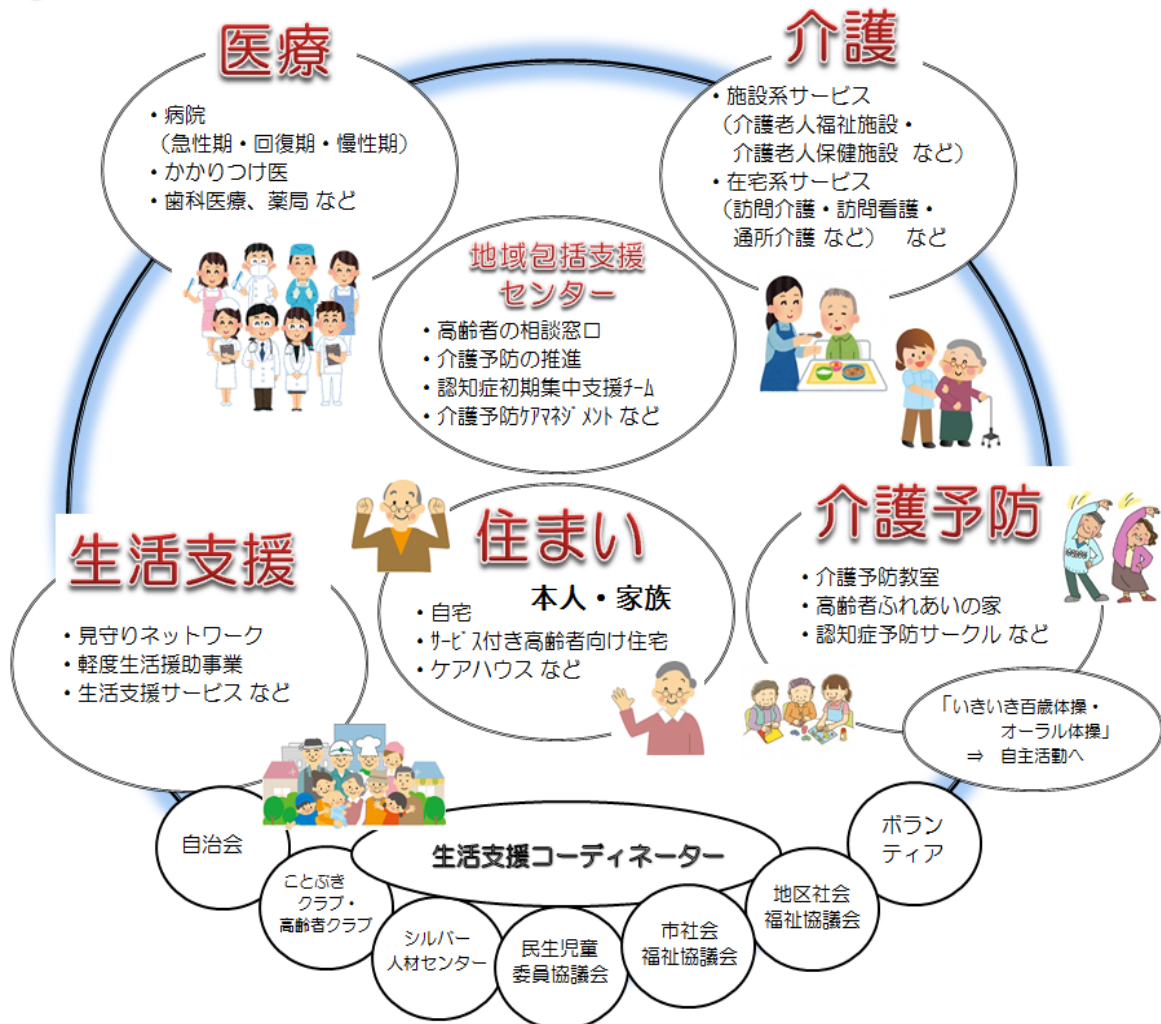 医療
・病院
（急性期・回復期・慢性期）
・かかりつけ医
・歯科医療、薬局 など
介護
・施設系サービス
（介護老人福祉施設・
介護老人保健施設 など）
・在宅系サービス
（訪問介護・訪問看護・
通所介護 など） など
地域包括支援
センター
・高齢者の相談窓口
・介護予防の推進
・認知症初期集中支援ﾁｰﾑ
・介護予防ｹｱﾏﾈｼﾞﾒﾝﾄ など
生活支援
・見守りネットワーク
・軽度生活援助事業
・生活支援サービス など
住まい
本人・家族
・自宅
・ｻｰﾋﾞｽ付き高齢者向け住宅
・ケアハウス など
介護予防
・介護予防教室
・高齢者ふれあいの家
・認知症予防サークル など
「いきいき百歳体操・
オーラル体操」
⇒ 自主活動へ
生活支援コーディネーター
自治会
ことぶき
クラブ・
高齢者クラブ
シルバー
人材センター
民生児童
委員協議会
市社会
福祉協議会
地区社会
福祉協議会
ボラン
ティア